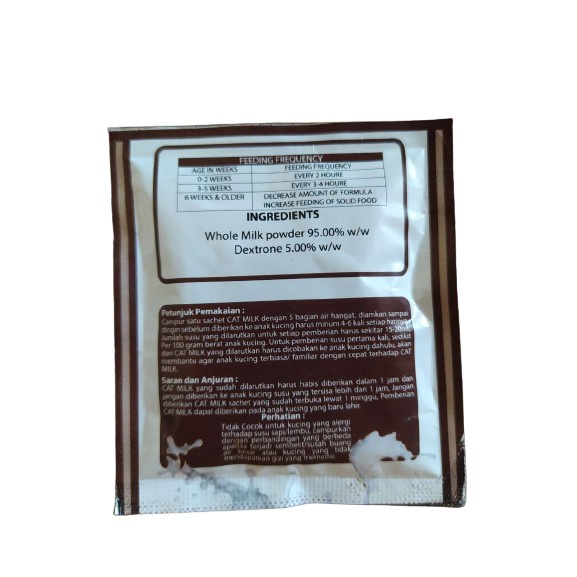 FEEDING FREQUENCY
AGE IN WEEKS FEEDING FREQUENCY
0-2 WEEKS EVERY 2 HOURE
3-5 WEEKS EVERY 3-4 HOURE
6 WEEKS & OLDER DECREASE AMOUNT OF FORMULA
INCREASE FEEDING OF SOLID FOOD
INGREDIENTS
Whole Milk powder 95.00% w/w
Dextrone 5.00% w/w
Petunjuk Pemakaian :
Campur satu sachet CAT MILK dengan 5 bagian air hangat, diamkan sampai
dingin sebelum diberikan ke anak kucing harus minum 4-6 kali setiap harinya
Jumlah susu yang dilarutkan untuk setiap pemberian harus sekitar 15-20ml
Per 100 gram berat anak kucing. Untuk pemberian susu pertama kali, sedikit
dari CAT MILK yang dilarutkan harus dicobakan ke anak kucing dahulu, akan
membantu agar anak kucing terbiasa/ familiar dengan cepat terhadap CAT
MILK.
Saran dan Anjuran :
CAT MILK yang sudah dilarutkan harus habis diberikan dalam 1 jam dan
jangan diberikan ke anak kucing susu yang tersisa lebih dari 1 jam, Jangan
diberikan CAT MILK sachet yang sudah terbuka lewat 1 minggu, Pemberian
CAT MILK dapat diberikan pada anak kucing yang baru lahir.
Perhatian :
Tidak Cocok untuk kucing yang alergi
terhadap susu sapi/lembu, campurkan
dengan perbandingan yang berbeda
apabila terjadi sembelit/susah buang
air besar atau kucing yang tidak
mendapatkan gizi yang maksimal.